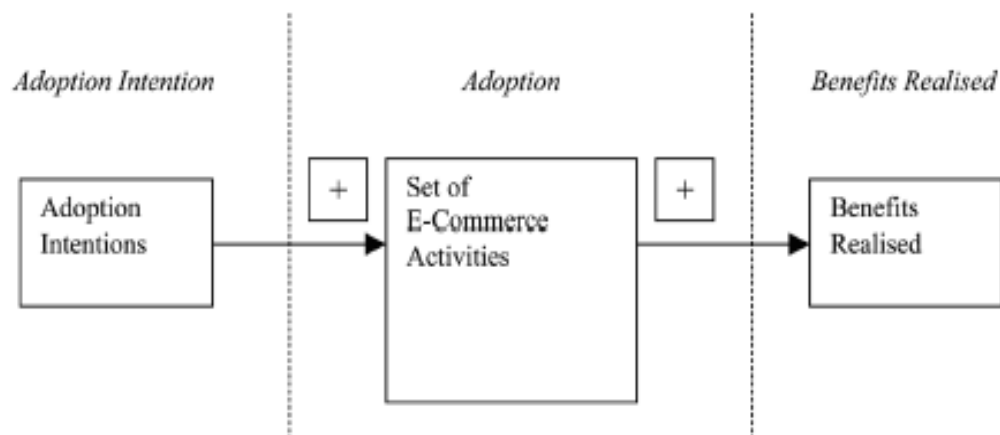 Adoption Intention
Adoption
Benefits Realised
+
+
Adoption
Intentions
Set of
E-Commerce
Activities
Benefits
Realised